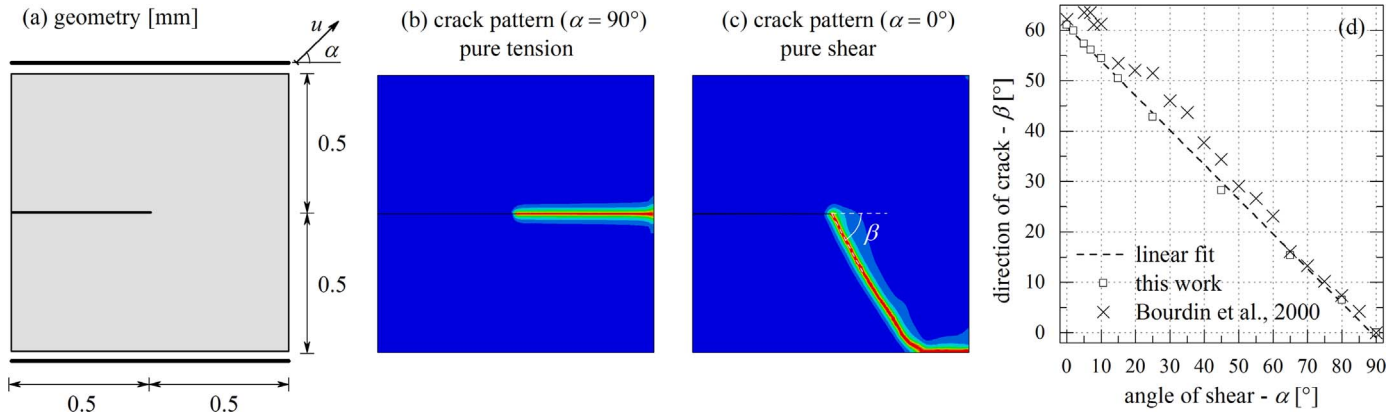 (a) geometry [mm]
u
α
0.5
0.5
0.5
0.5
(b) crack pattern (α = 90°)
pure tension
(c) crack pattern (α = 0°)
pure shear
β
(d)
direction of crack - β [°]
60
50
40
30
20
10
0
linear fit
this work
Bourdin et al., 2000
0 10 20 30 40 50 60 70 80 90
angle of shear - α [°]